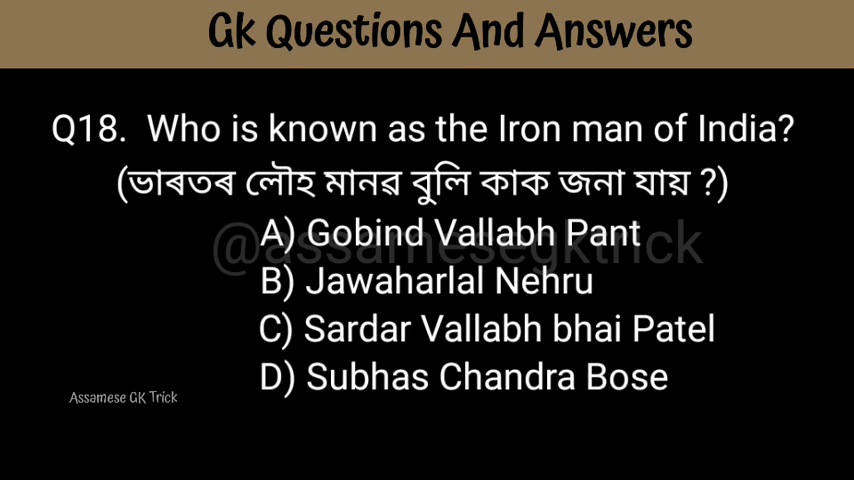 Gk Questions And Answers
Q18. Who is known as the Iron man of India?
(ভাৰতৰ লৌহ মানৱ বুলি কাক জনা যায় ?)
A) Gobind Vallabh Pant
@assamesegktrick
B) Jawaharlal Nehru
C) Sardar Vallabh bhai Patel
D) Subhas Chandra Bose
Assamese GK Trick